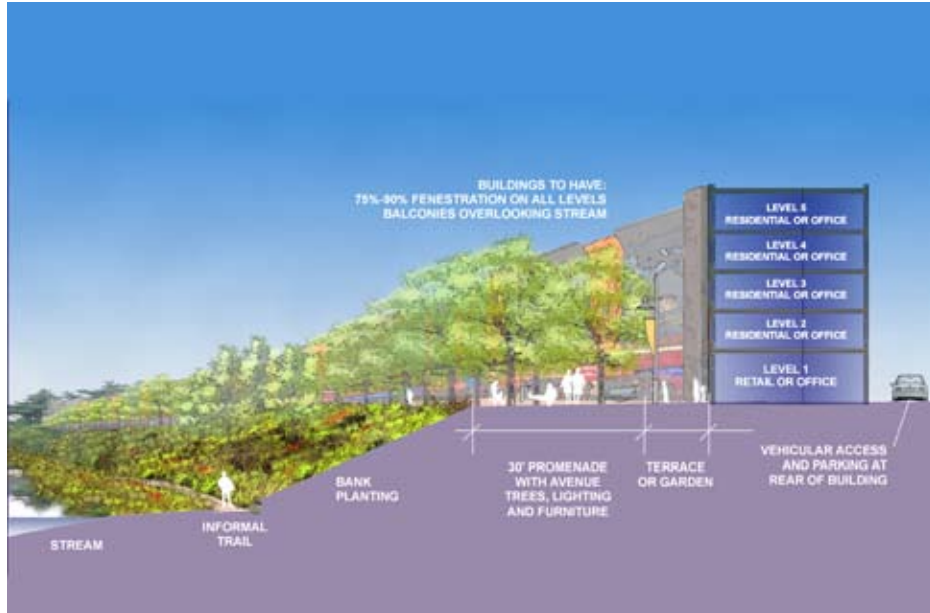 BUILDINGS TO HAVE:
75%-90% FENESTRATION ON ALL LEVELS
BALCONIES OVERLOOKING STREAM
LEVEL 5
RESIDENTIAL OR OFFICE
LEVEL 4
RESIDENTIAL OR OFFICE
LEVEL 3
RESIDENTIAL OR OFFICE
LEVEL 2
RESIDENTIAL OR OFFICE
LEVEL 1
RETAIL OR OFFICE
VEHICULAR ACCESS
AND PARKING AT
REAR OF BUILDING
TERRACE
OR GARDEN
30' PROMENADE
WITH AVENUE
TREES, LIGHTING
AND FURNITURE
BANK
PLANTING
INFORMAL
TRAIL
STREAM